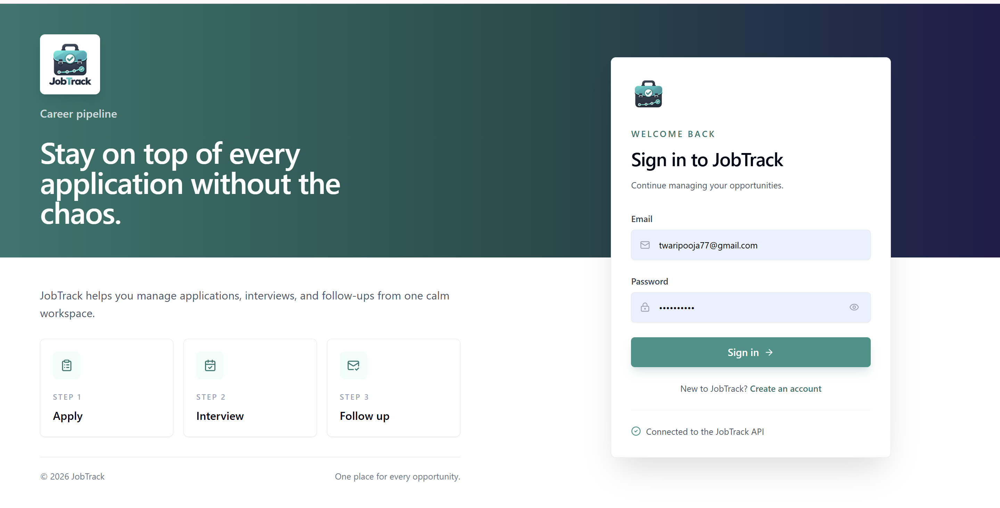 JobTrack
Career pipeline
Stay on top of every
application without the
chaos.
JobTrack helps you manage applications, interviews, and follow-ups from one calm
workspace.
STEP 1
Apply
STEP 2
Interview
STEP 3
Follow up
© 2026 JobTrack
One place for every opportunity.
WELCOME BACK
Sign in to JobTrack
Continue managing your opportunities.
Email
twaripooja77@gmail.com
Password
••••••••••
Sign in →
New to JobTrack? Create an account
Connected to the JobTrack API